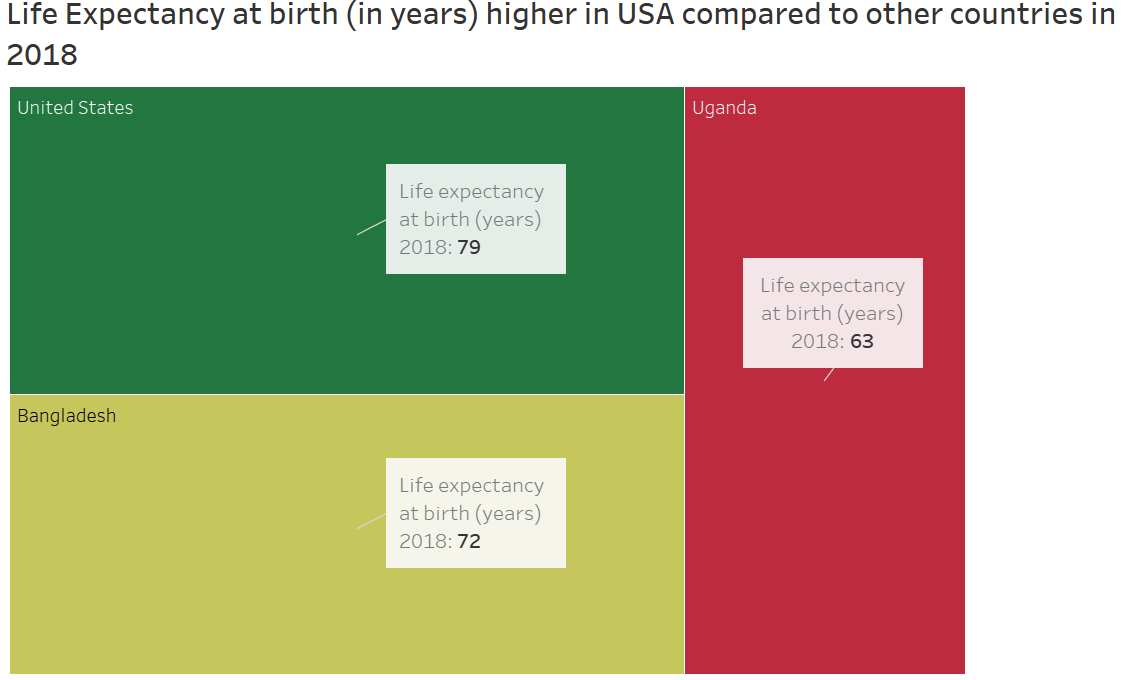 Life Expectancy at birth (in years) higher in USA compared to other countries in
2018
United States
Life expectancy
at birth (years)
2018: 79
Uganda
Life expectancy
at birth (years)
2018: 63
Bangladesh
Life expectancy
at birth (years)
2018: 72